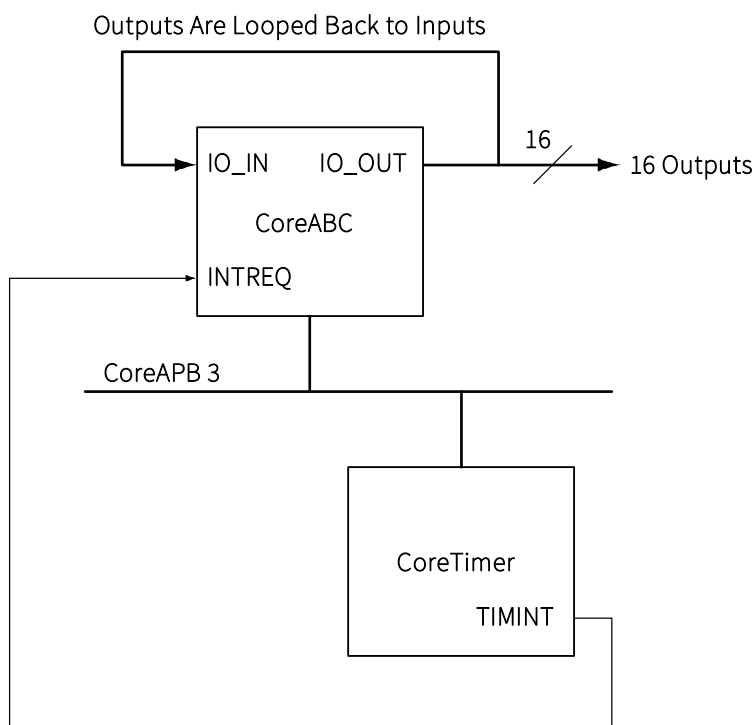 Outputs Are Looped Back to Inputs
16
IO_IN IO_OUT
16 Outputs
CoreABC
INTREQ
CoreAPB 3
CoreTimer
TIMINT